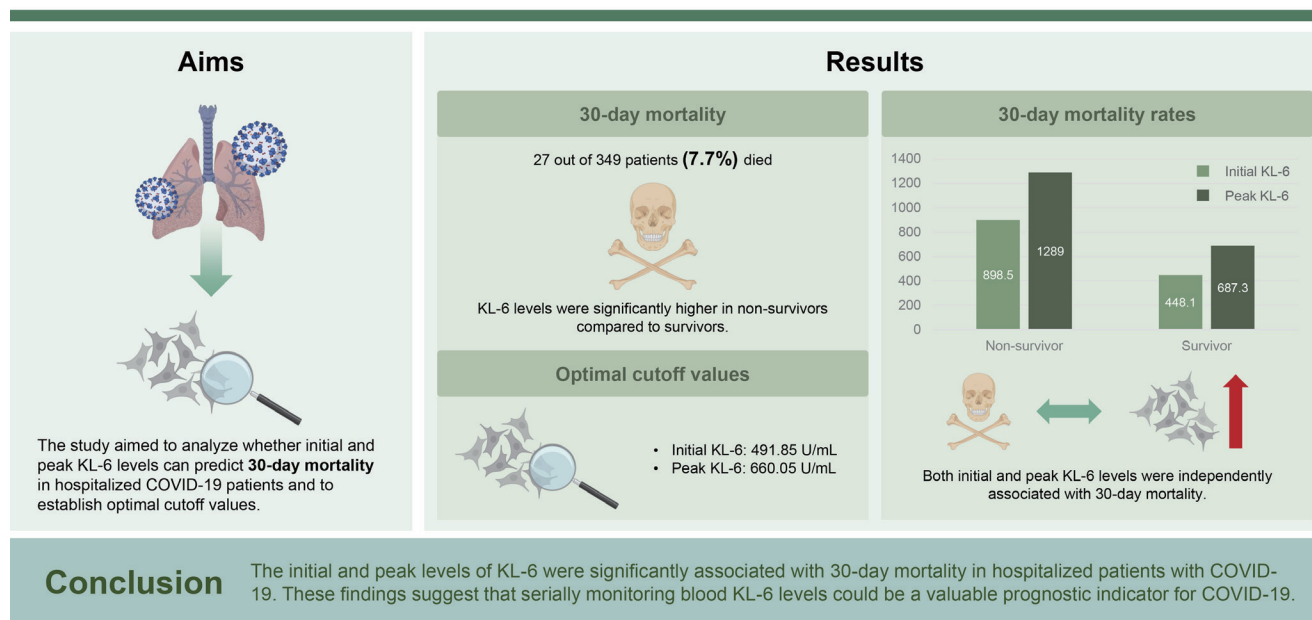 Aims
The study aimed to analyze whether initial and
peak KL-6 levels can predict 30-day mortality
in hospitalized COVID-19 patients and to
establish optimal cutoff values.
Results
30-day mortality
27 out of 349 patients (7.7%) died
KL-6 levels were significantly higher in non-survivors
compared to survivors.
Optimal cutoff values
• Initial KL-6: 491.85 U/mL
• Peak KL-6: 660.05 U/mL
30-day mortality rates
1400
1200
1000
800
600
400
200
0
Initial KL-6
Peak KL-6
898.5
1289
448.1
687.3
Non-survivor
Survivor
Both initial and peak KL-6 levels were independently
associated with 30-day mortality.
Conclusion
The initial and peak levels of KL-6 were significantly associated with 30-day mortality in hospitalized patients with COVID-
19. These findings suggest that serially monitoring blood KL-6 levels could be a valuable prognostic indicator for COVID-19.